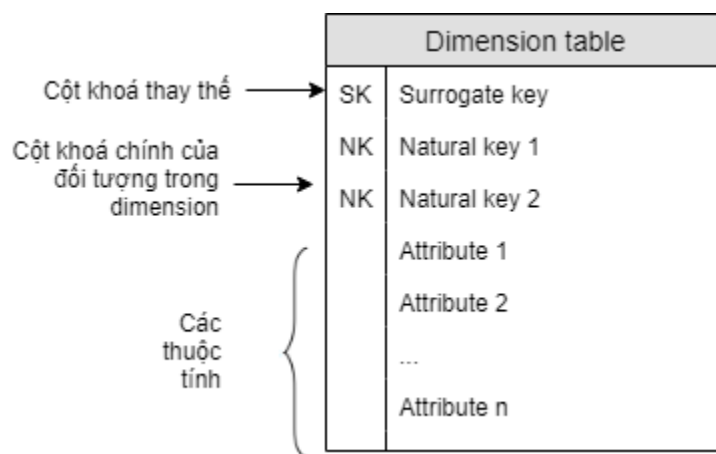 Dimension table
Cột khoá thay thế
SK Surrogate key
Cột khoá chính của
đối tượng trong
dimension
NK Natural key 1
NK Natural key 2
Các
thuộc
tính
Attribute 1
Attribute 2
...
Attribute n